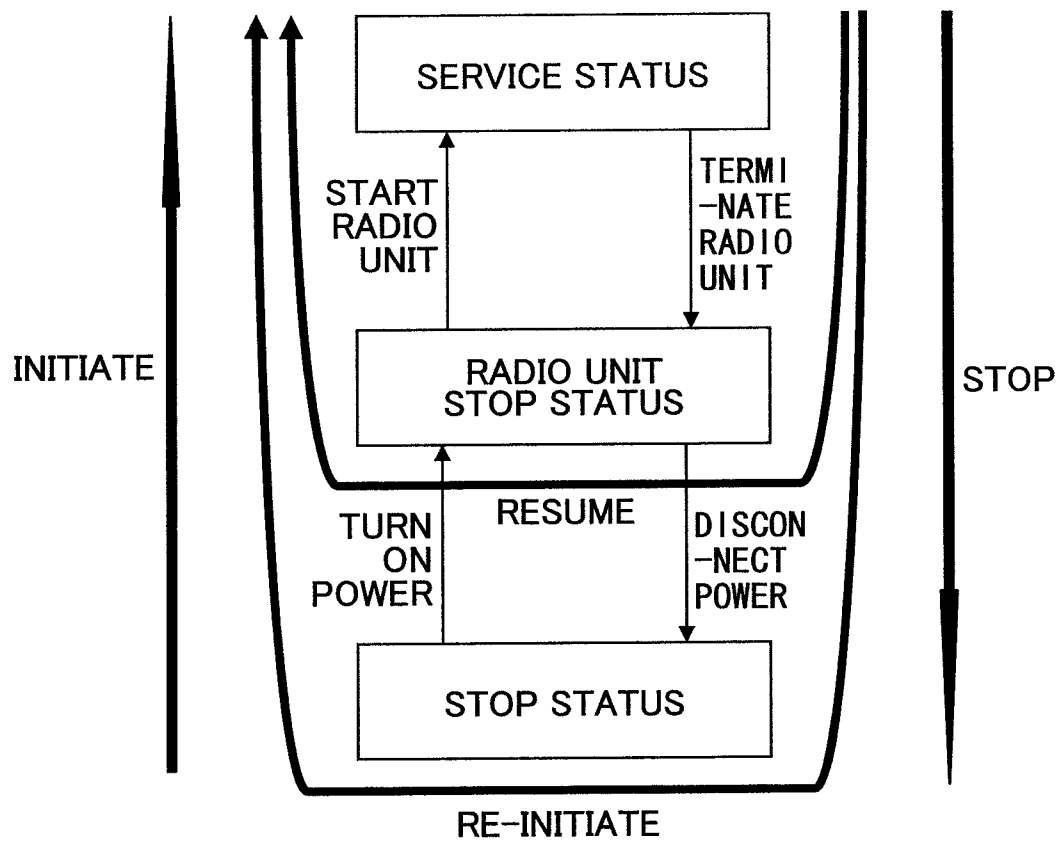 SERVICE STATUS
START
RADIO
UNIT
TERMI
-NATE
RADIO
UNIT
INITIATE
RADIO UNIT
STOP STATUS
STOP
RESUME
TURN
ON
POWER
DISCON
-NECT
POWER
STOP STATUS
RE-INITIATE